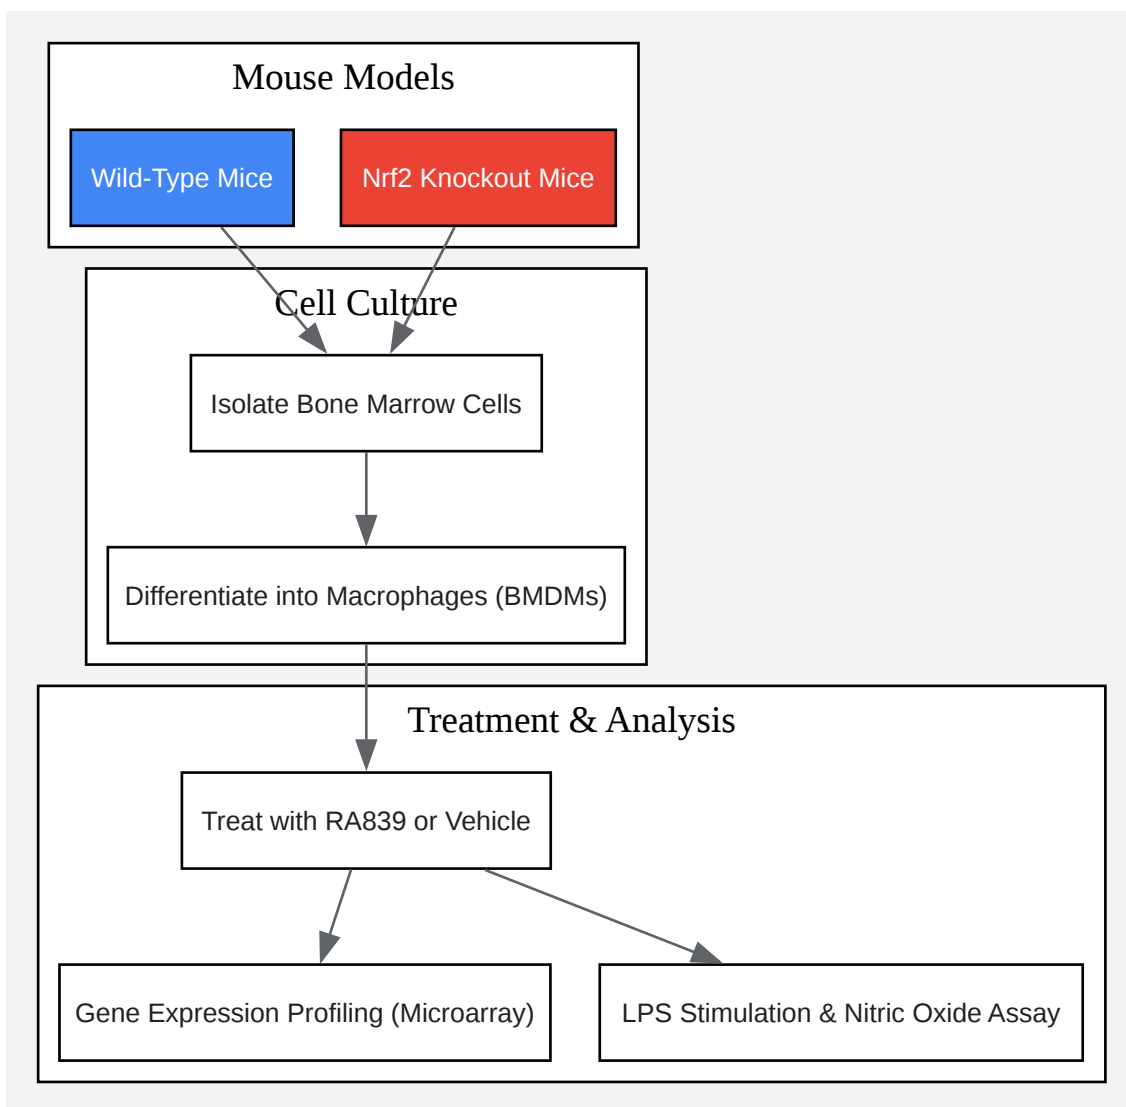 Mouse Models
Wild-Type Mice
Nrf2 Knockout Mice
Cell Culture
Isolate Bone Marrow Cells
Differentiate into Macrophages (BMDMs)
Treatment & Analysis
Treat with RA839 or Vehicle
Gene Expression Profiling (Microarray)
LPS Stimulation & Nitric Oxide Assay